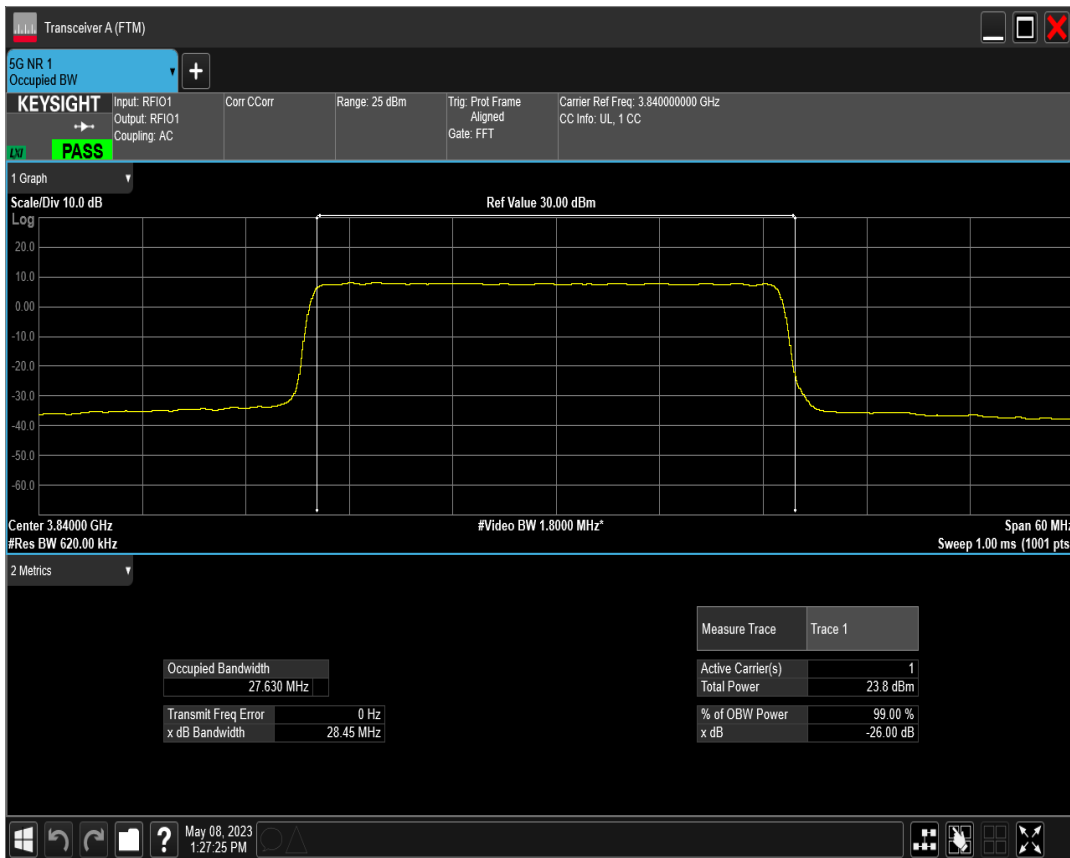 Transceiver A (FTM)
5G NR 1
Occupied BW
+
KEYSIGHT
LXI
PASS
Input: RFIO1
Output: RFIO1
Coupling: AC
Corr CCorr
Range: 25 dBm
Trig: Prot Frame
Aligned
Gate: FFT
Carrier Ref Freq: 3.840000000 GHz
CC Info: UL, 1 CC
1 Graph
Scale/Div 10.0 dB
Ref Value 30.00 dBm
Log
20.0
10.0
0.00
-10.0
-20.0
-30.0
-40.0
-50.0
-60.0
Center 3.84000 GHz
#Video BW 1.8000 MHz*
Span 60 MHz
#Res BW 620.00 kHz
Sweep 1.00 ms (1001 pts
2 Metrics
Measure Trace Trace 1
Occupied Bandwidth
27.630 MHz
Active Carrier(s) 1
Total Power 23.8 dBm
Transmit Freq Error 0 Hz
x dB Bandwidth 28.45 MHz
% of OBW Power 99.00 %
x dB -26.00 dB
?
May 08, 2023
1:27:25 PM